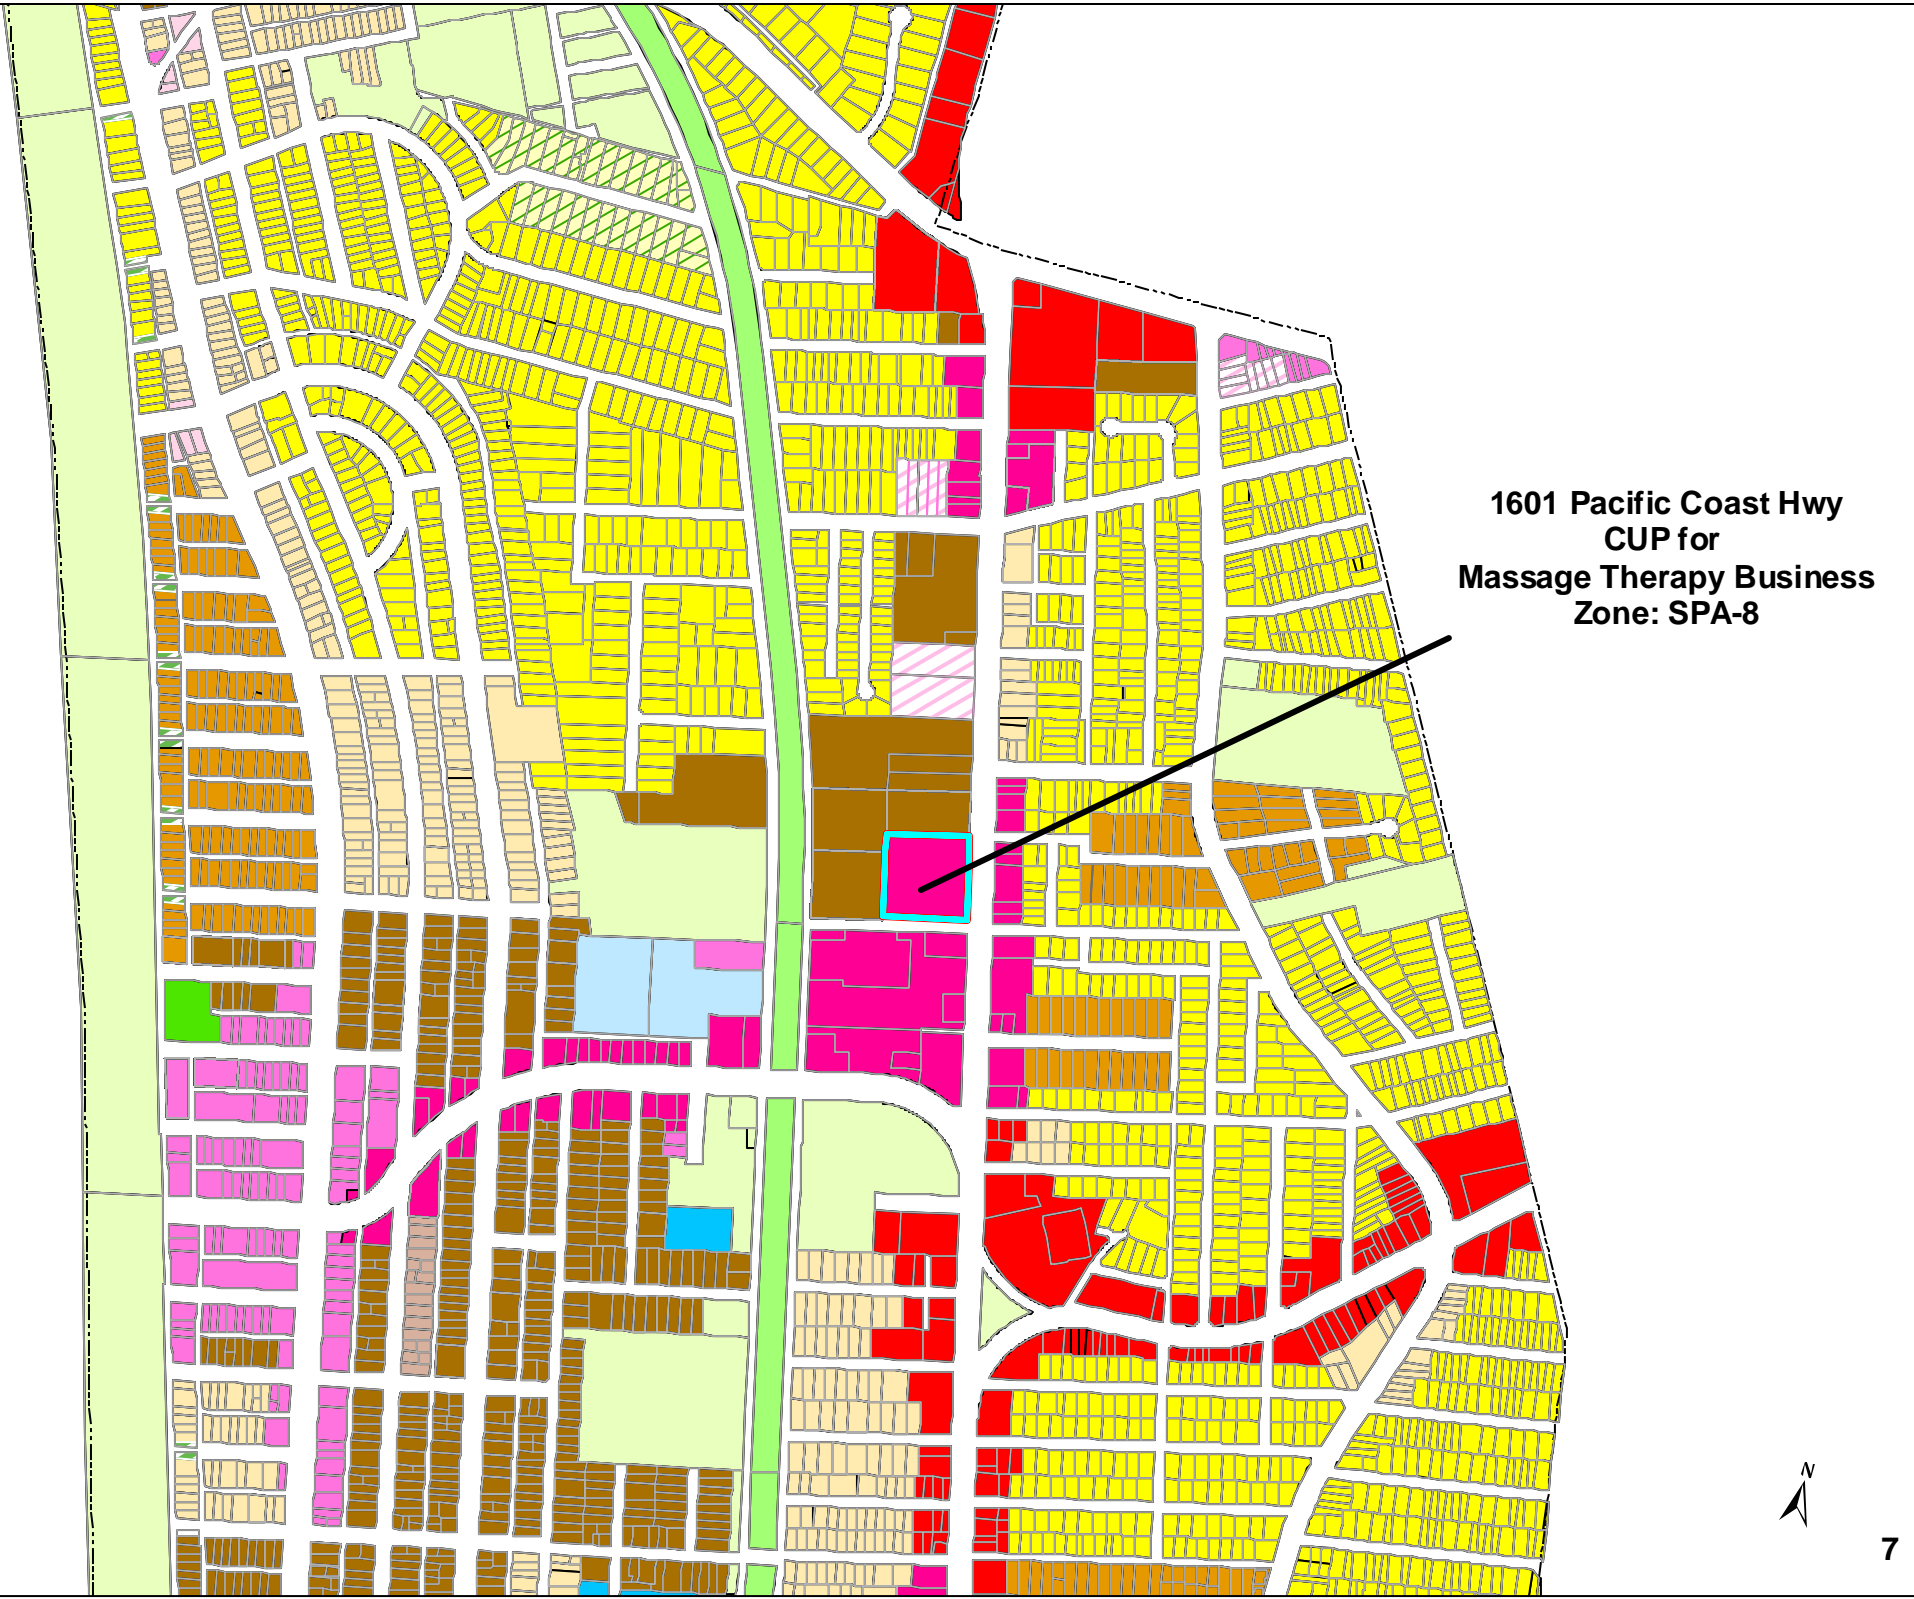 1601 Pacific Coast Hwy
CUP for
Massage Therapy Business
Zone: SPA-8
N
7